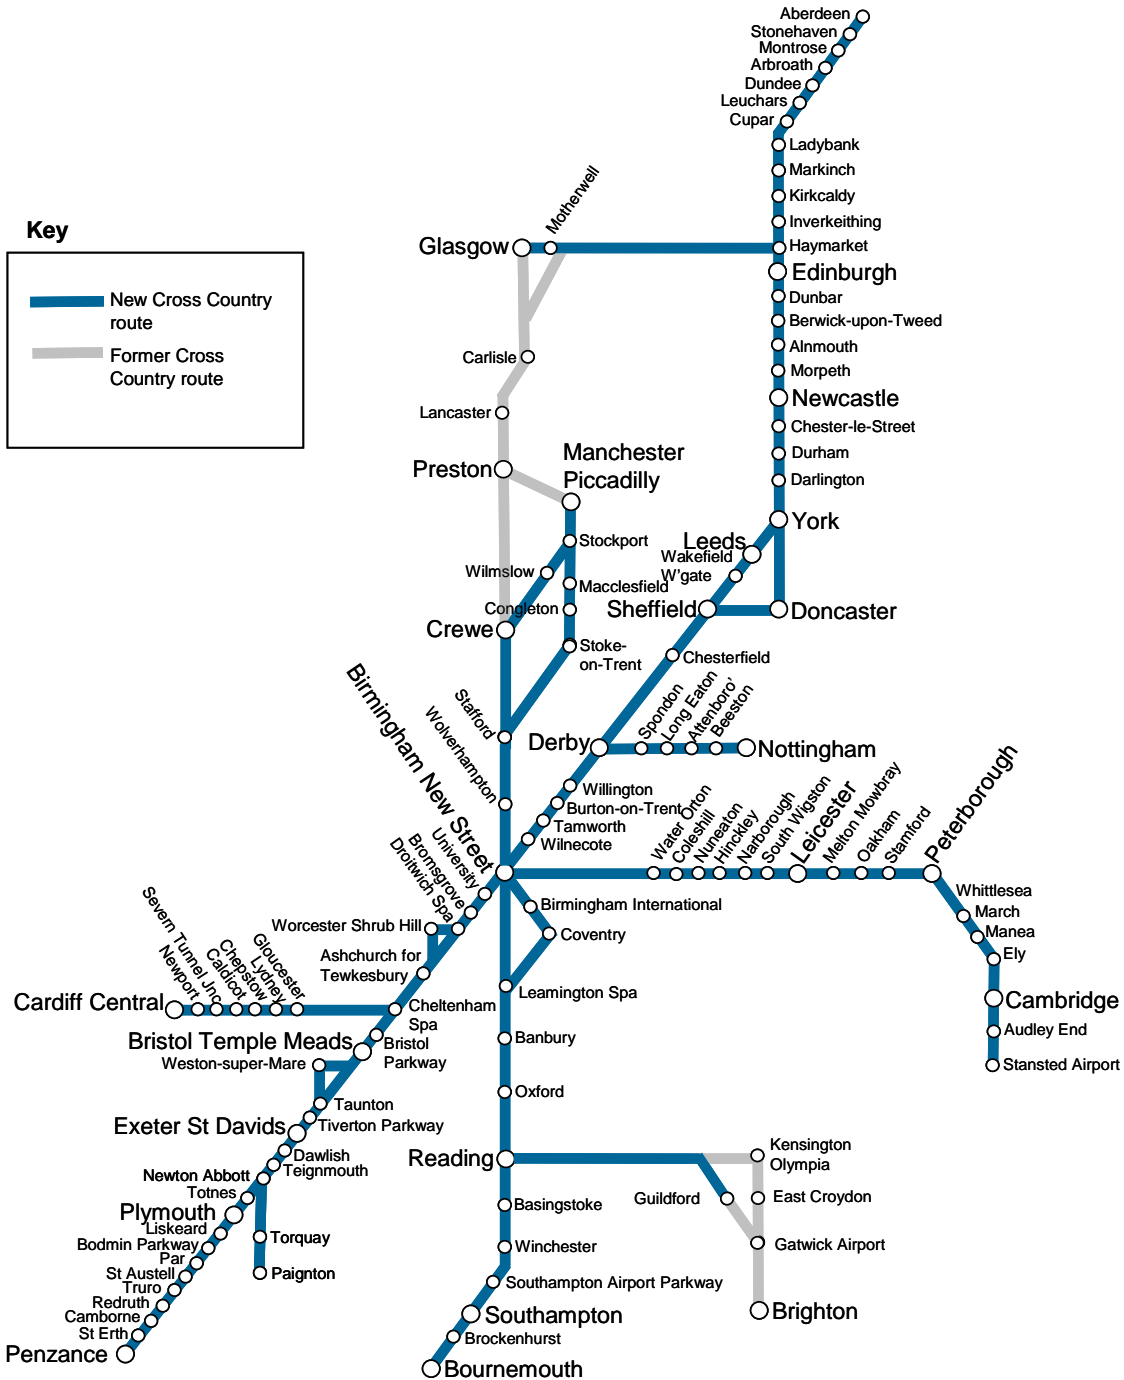 Aberdeen
Stonehaven
Montrose
Arbroath
Dundee
Leuchars
Cupar
Ladybank
Markinch
Kirkcaldy
Inverkeithing
Haymarket
Edinburgh
Dunbar
Berwick-upon-Tweed
Alnmouth
Morpeth
Newcastle
Chester-le-Street
Durham
Darlington
York
Leeds
Wakefield
W'gate
Sheffield
Doncaster
Chesterfield
Key
New Cross Country
route
Former Cross
Country route
Motherwell
Glasgow
Carlisle
Lancaster
Preston
Manchester
Piccadilly
Stockport
Wilmslow
Macclesfield
Congleton
Crewe
Stoke-
on-Trent
Stafford
Wolverhampton
Birmingham New Street
Derby
Spondon
Long Eaton
Attenboro'
Beeston
Nottingham
Willington
Burton-on-Trent
Tamworth
Wilnecote
Water Orton
Coleshill
Nuneaton
Hinckley
Narborough
South Wigston
Leicester
Melton Mowbray
Oakham
Stamford
Peterborough
Whittlesea
March
Manea
Ely
Cambridge
Audley End
Stansted Airport
University
Bromsgrove
Droitwich Spa
Worcester Shrub Hill
Ashchurch for
Tewkesbury
Birmingham International
Coventry
Leamington Spa
Banbury
Oxford
Severn Tunnel Jnc
Newport
Caldicot
Chepstow
Lydney
Gloucester
Cardiff Central
Cheltenham
Spa
Bristol Temple Meads
Bristol
Parkway
Weston-super-Mare
Taunton
Tiverton Parkway
Exeter St Davids
Dawlish
Teignmouth
Newton Abbott
Totnes
Plymouth
Liskeard
Bodmin Parkway
Par
St Austell
Truro
Redruth
Camborne
St Erth
Penzance
Torquay
Paignton
Reading
Basingstoke
Winchester
Southampton Airport Parkway
Southampton
Brockenhurst
Bournemouth
Guildford
Kensington
Olympia
East Croydon
Gatwick Airport
Brighton